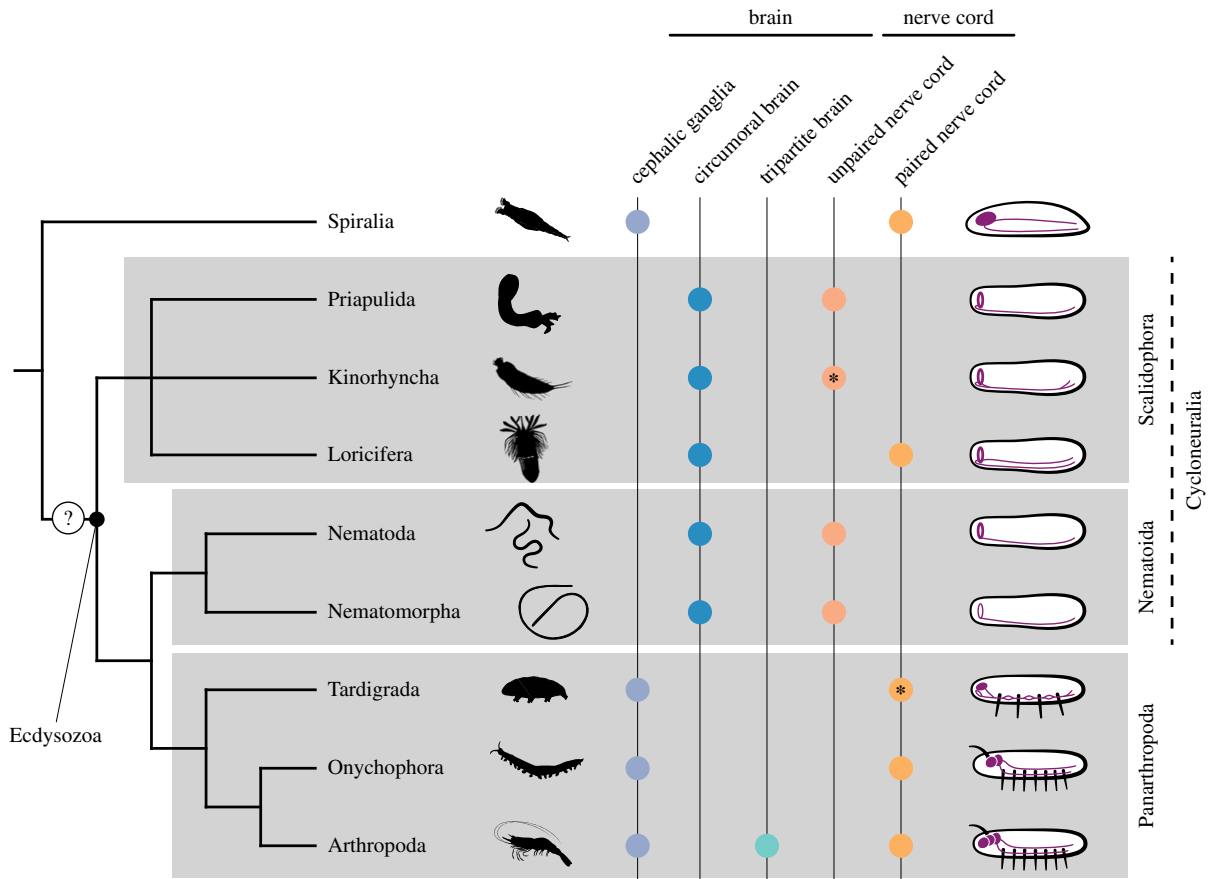 brain
nerve cord
cephalic ganglia
circumoral brain
tripartite brain
unpaired nerve cord
paired nerve cord
Spiralia
Priapulida
Kinorhyncha
*
Loricifera
Scalidophora
?
Nematoda
Nematomorpha
Nematoida
Cycloneuralia
Tardigrada
*
Onychophora
Arthropoda
Panarthropoda
Ecdysozoa